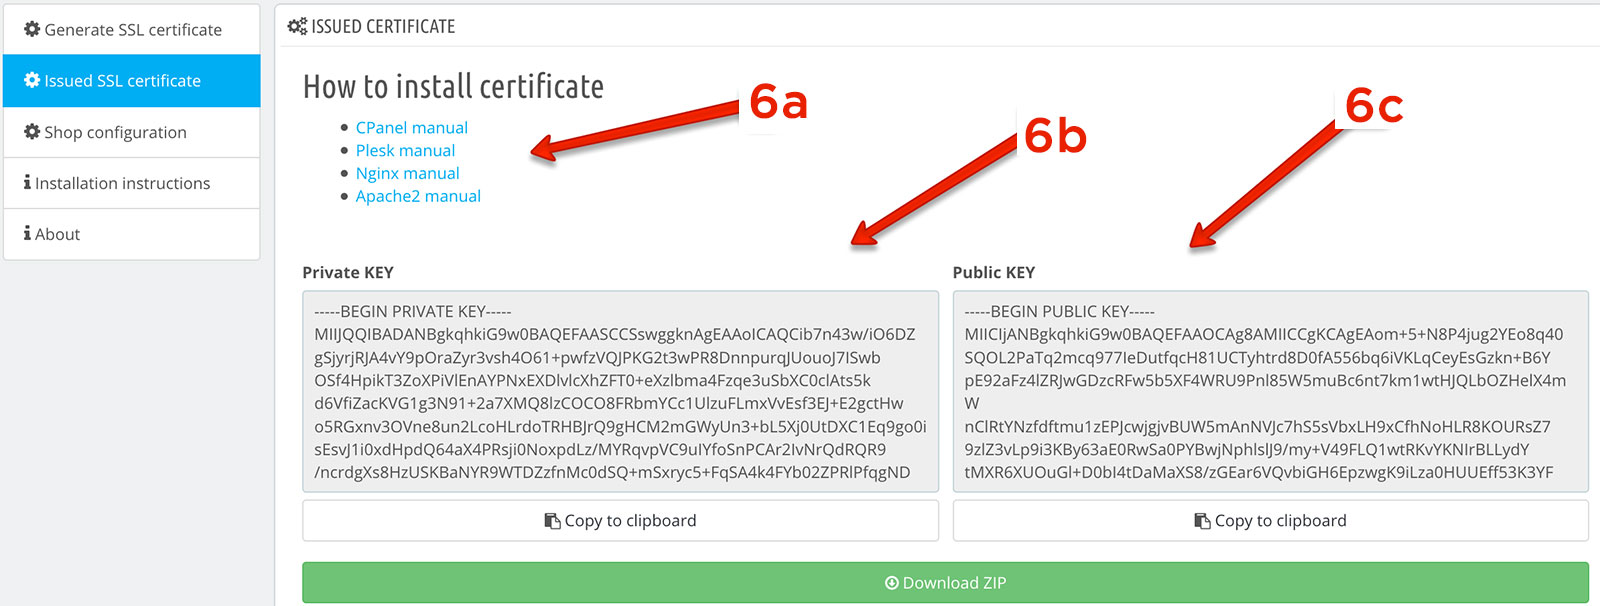 Generate SSL certificate
Issued SSL certificate
Shop configuration
Installation instructions
About
ISSUED CERTIFICATE
How to install certificate
CPanel manual
Plesk manual
Nginx manual
Apache2 manual
6a
6b
6c
Private KEY
-----BEGIN PRIVATE KEY-----
MIIJQQIBADANBgkqhkiG9w0BAQEFAASCCSswggknAgEAAoICAQCib7n43w/iO6DZ
gSjyrjRJA4vY9pOraZyr3vsh4O61+pwfzVQJPKG2t3wPR8DnnpurqJUouoJ7ISwb
OSf4HpikT3ZoXPiVlEnAYPNxEXDlvlcXhZFT0+eXzlbma4Fzqe3uSbXC0clAts5k
d6VfiZacKVG1g3N91+2a7XMQ8lzCOCO8FRbmYCc1UlzuFLmxVvEsf3EJ+E2gctHw
o5RGxnv3OVne8un2LcoHLrdoTRHBJrQ9gHCM2mGWyUn3+bL5Xj0UtDXC1Eq9go0i
sEsvJ1i0xdHpdQ64aX4PRsji0NoxpdLz/MYRqvpVC9uIYfoSnPCAr2IvNrQdRQR9
/ncrdgXs8HzUSKBaNYR9WTDZzfnMc0dSQ+mSxryc5+FqSA4k4FYb02ZPRlPfqgND
Copy to clipboard
Public KEY
-----BEGIN PUBLIC KEY-----
MIICIjANBgkqhkiG9w0BAQEFAAOCAg8AMIICCgKCAgEAom+5+N8P4jug2YEo8q40
SQOL2PaTq2mcq977IeDutfqcH81UCTyhtrd8D0fA556bq6iVKLqCeyEsGzkn+B6Y
pE92aFz4lZRJwGDzcRFw5b5XF4WRU9Pnl85W5muBc6nt7km1wtHJQLbOZHelX4m
W
nClRtYNzfdftmu1zEPJcwjgjvBUW5mAnNVJc7hS5sVbxLH9xCfhNoHLR8KOURsZ7
9zlZ3vLp9i3KBy63aE0RwSa0PYBwjNphlslJ9/my+V49FLQ1wtRKvYKNIrBLLydY
tMXR6XUOuGl+D0bI4tDaMaXS8/zGEar6VQvbiGH6EpzwgK9iLza0HUUEff53K3YF
Copy to clipboard
Download ZIP